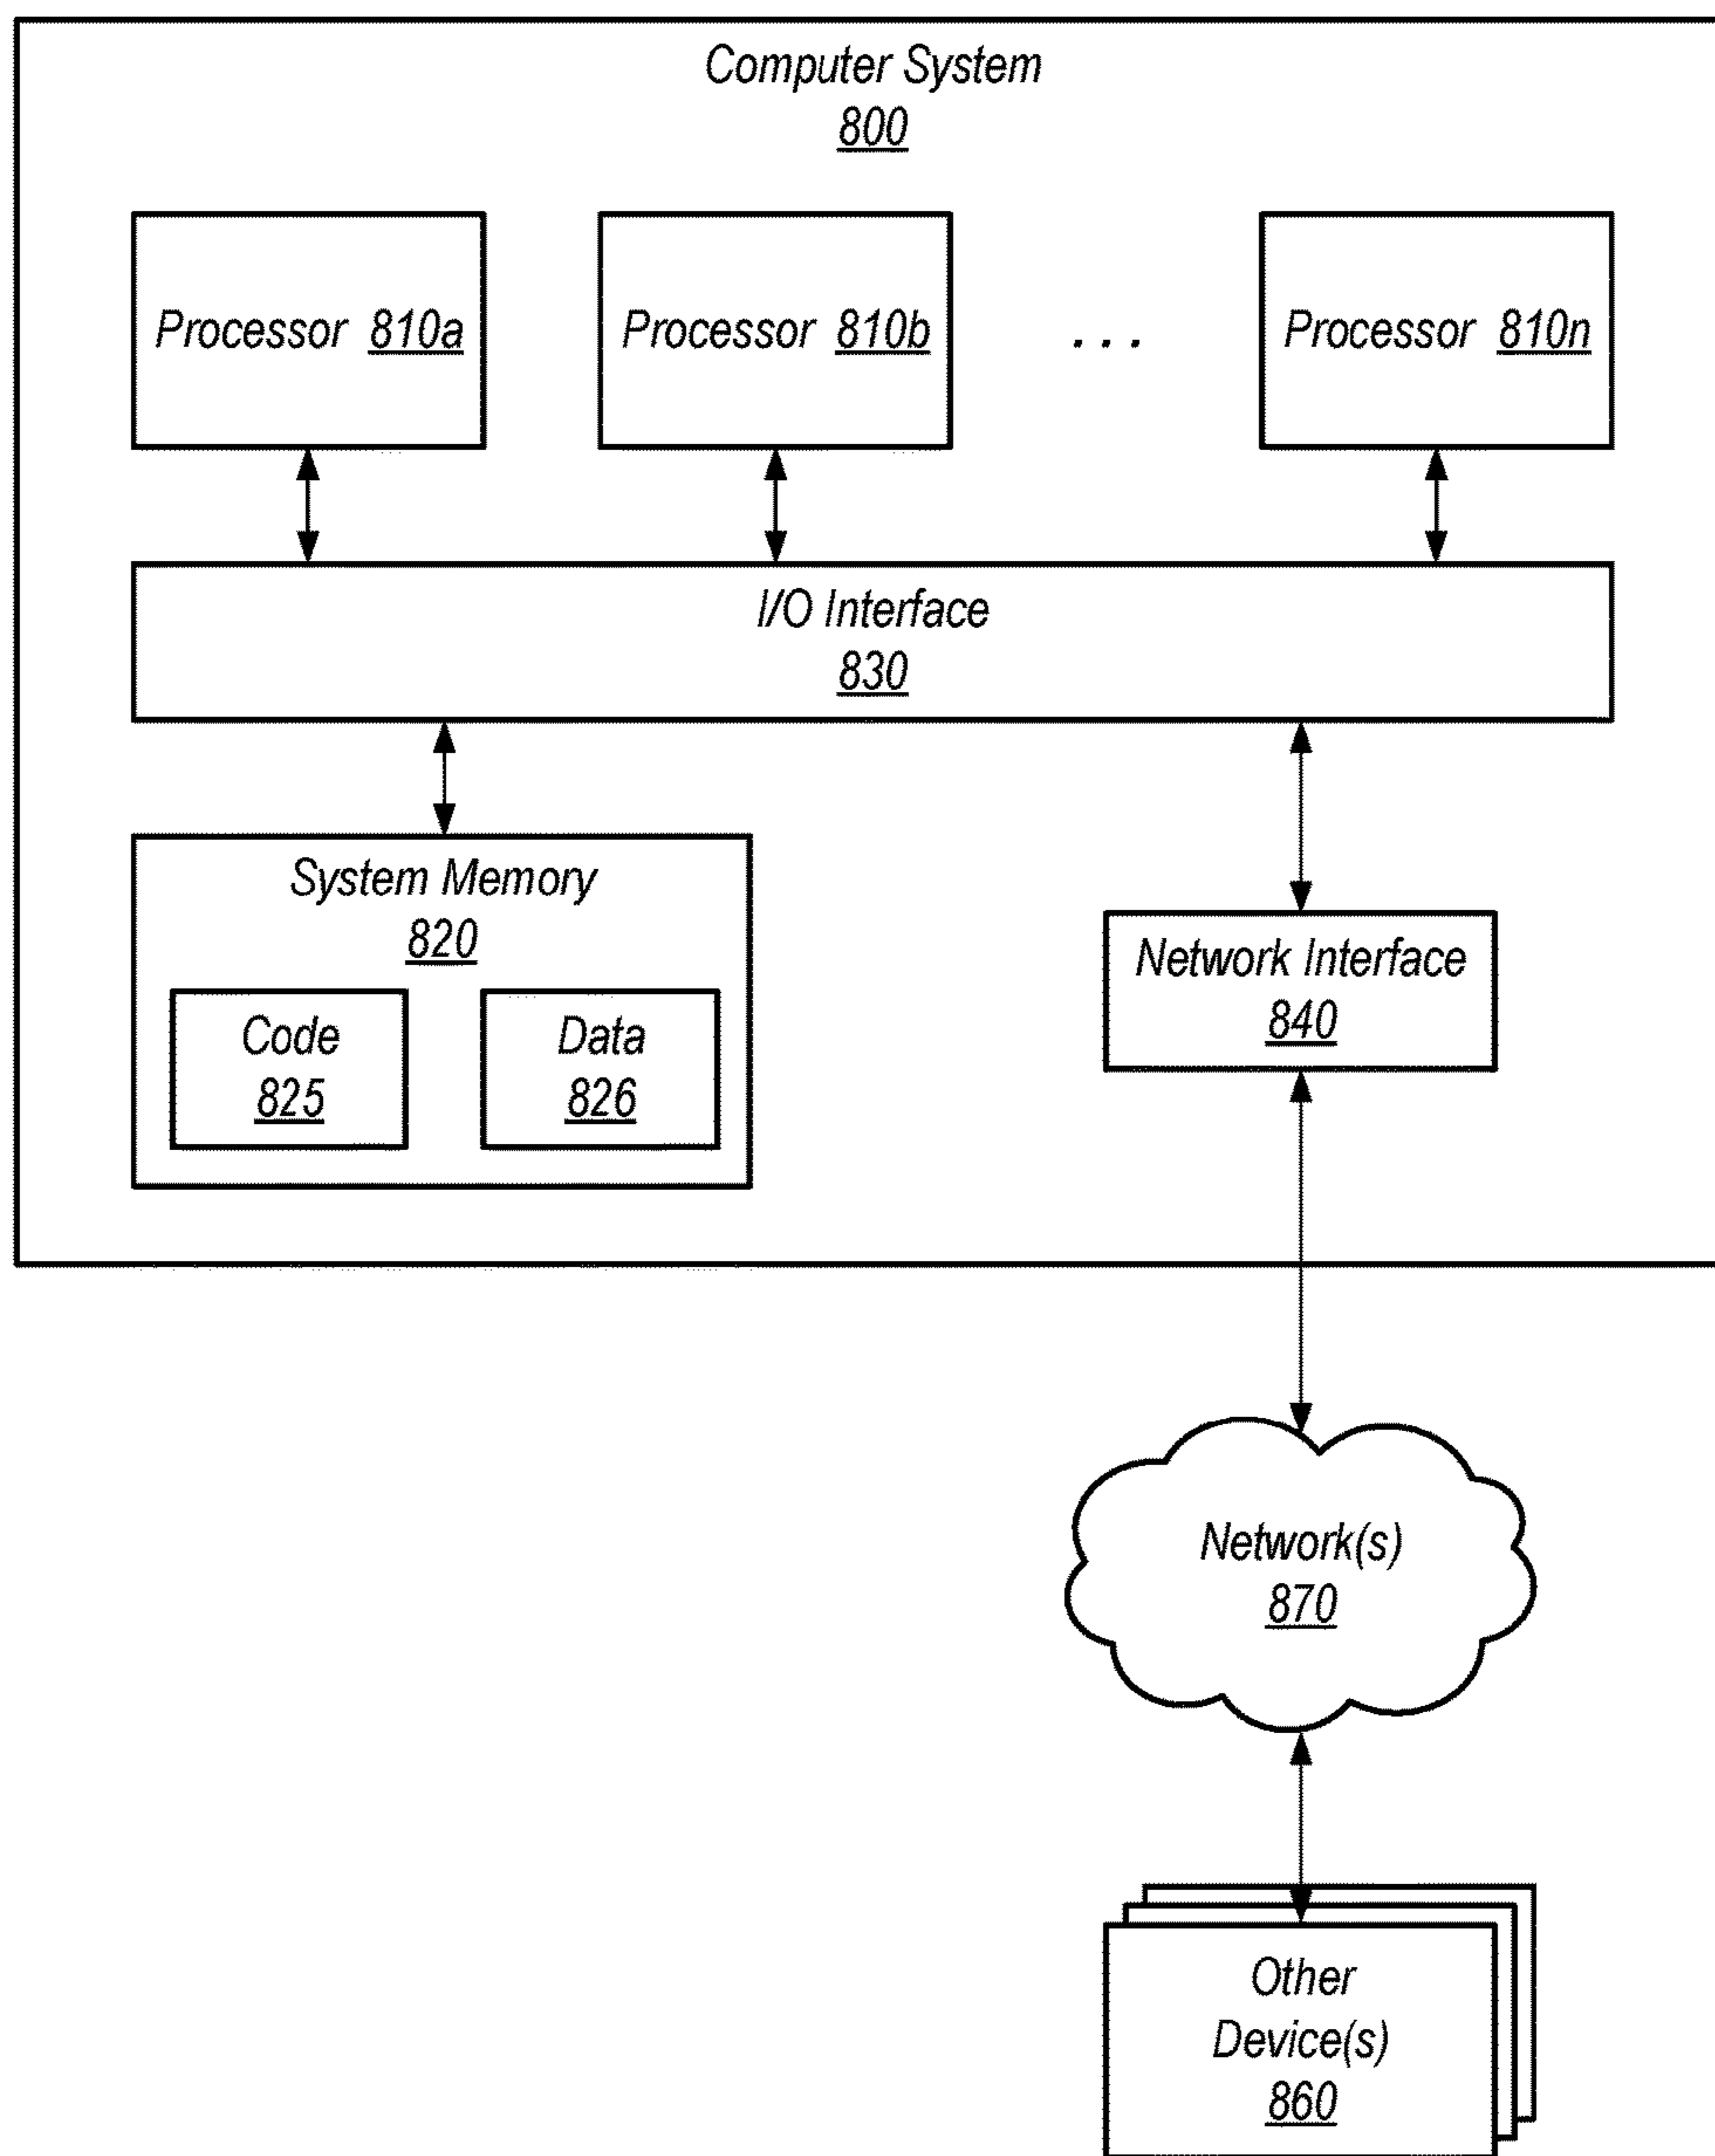 Computer System
800
Processor 810a
Processor 810b
...
Processor 810n
I/O Interface
830
System Memory
820
Code
825
Data
826
Network Interface
840
Network(s)
870
Other
Device(s)
860